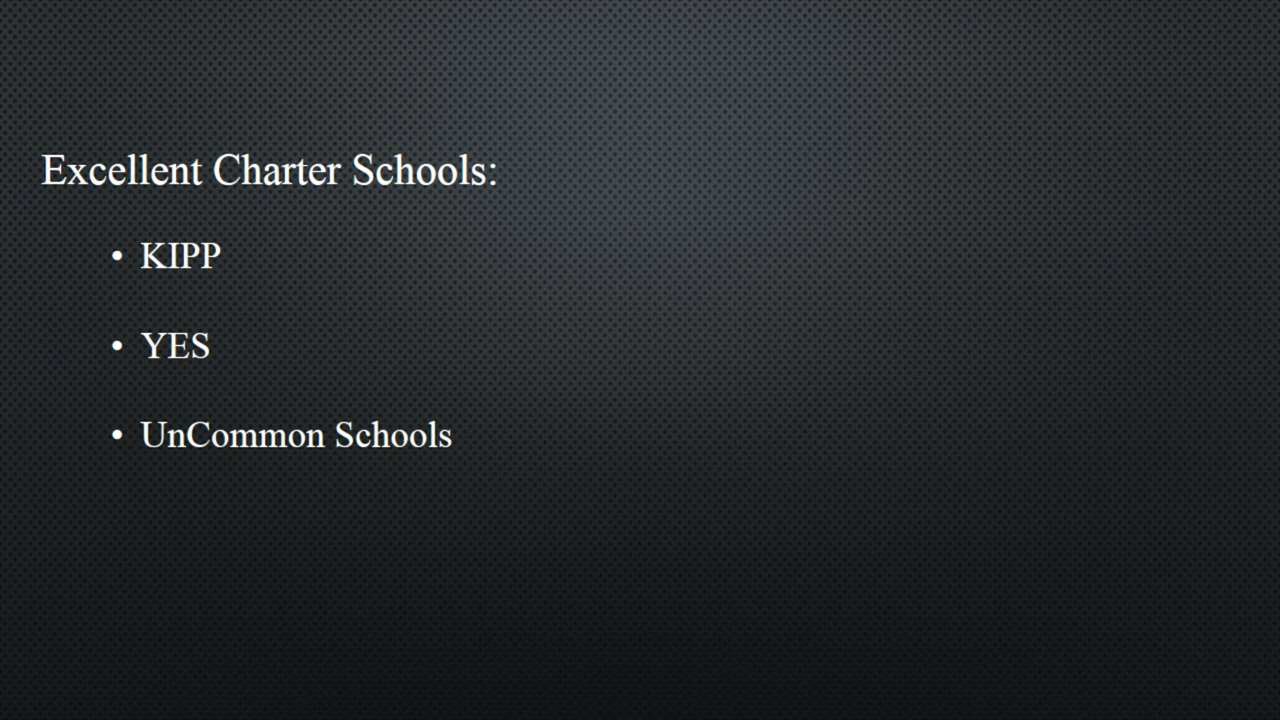 Excellent Charter Schools:
• KIPP
• YES
• UnCommon Schools